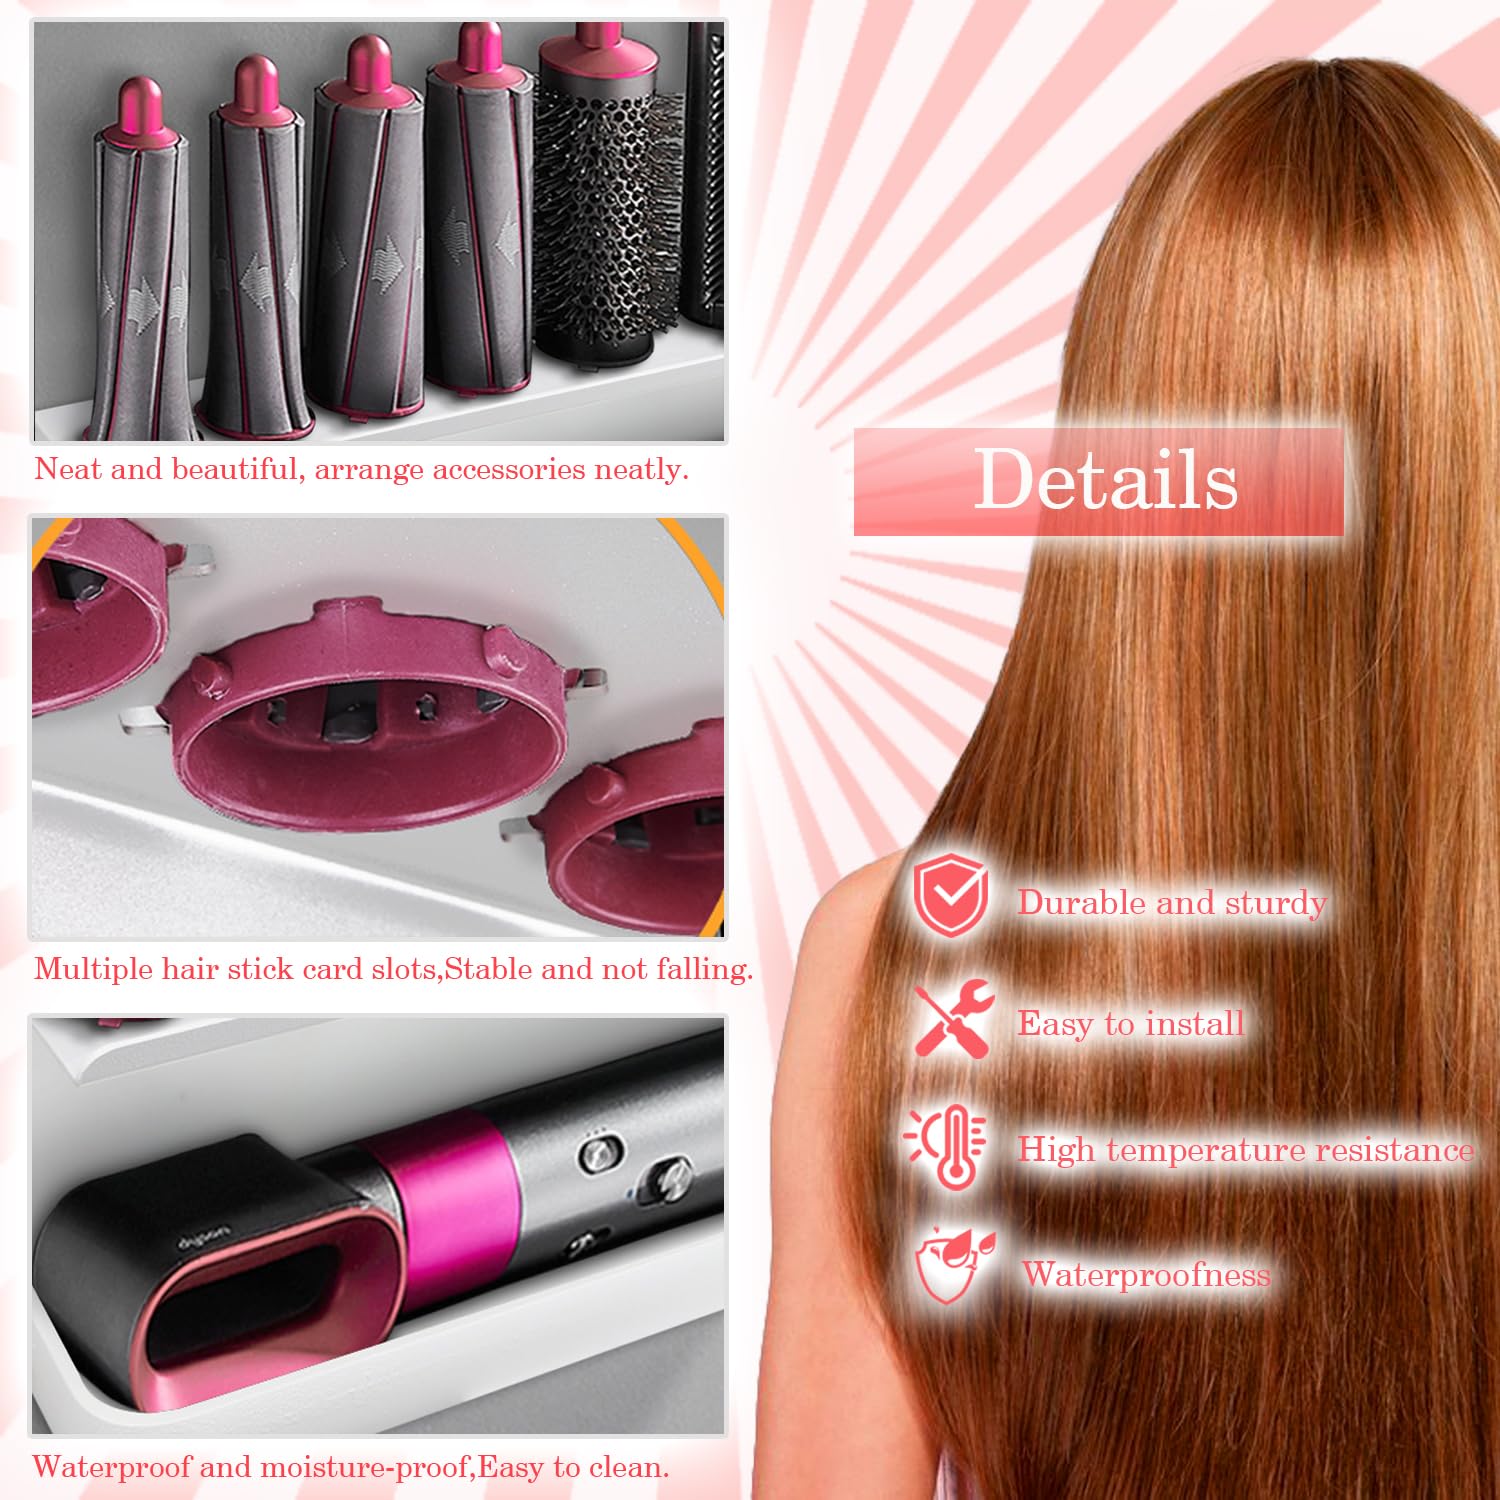 Neat and beautiful, arrange accessories neatly.
Multiple hair stick card slots,Stable and not falling.
dyson
Waterproof and moisture-proof,Easy to clean.
Details
Durable and sturdy
Easy to install
High temperature resistance
Waterproofness